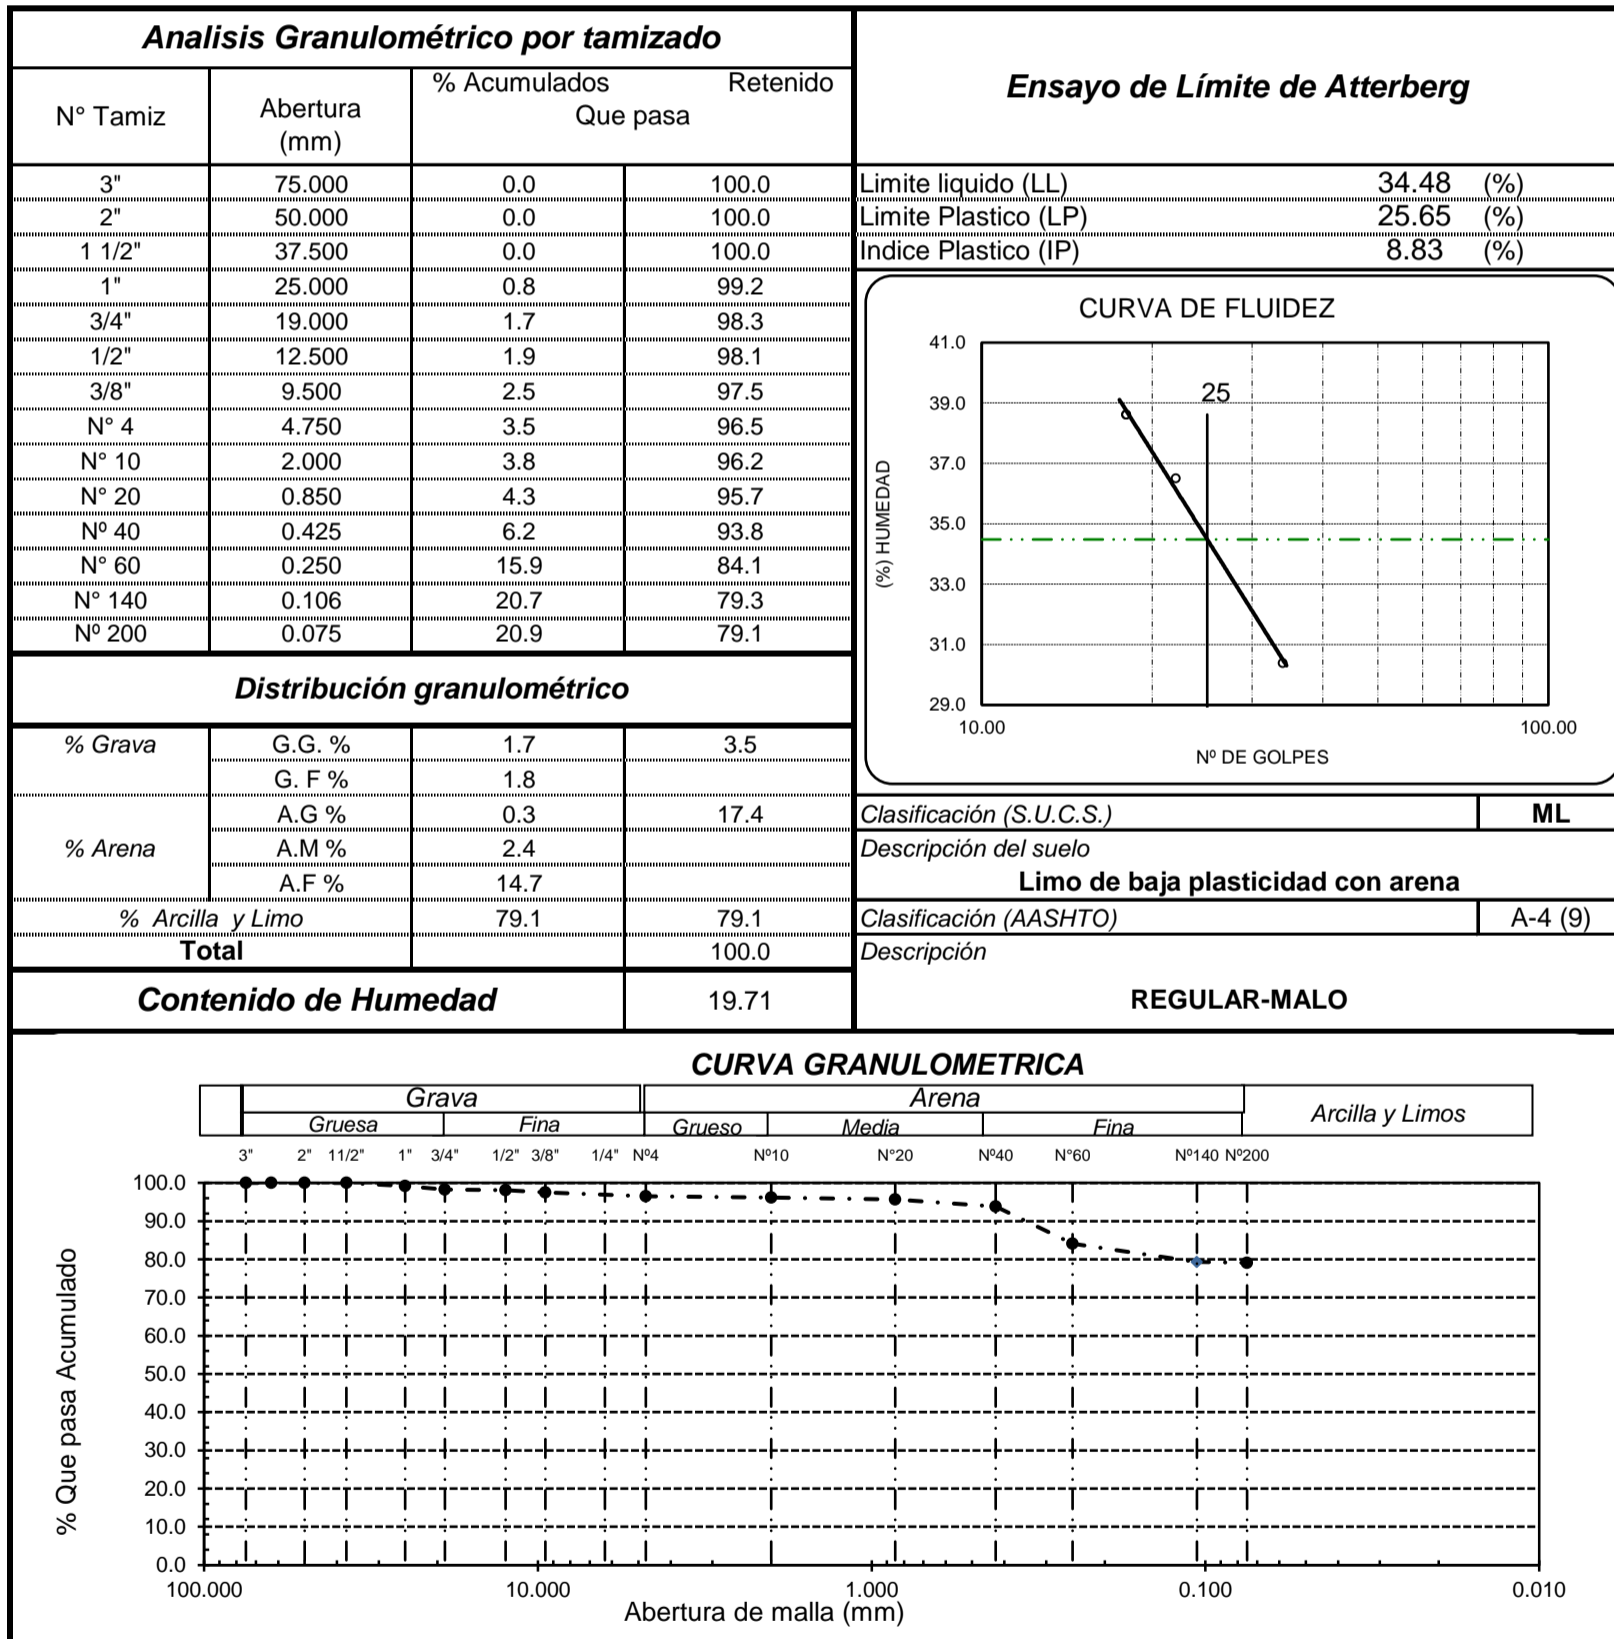 Analisis Granulométrico por tamizado
N° Tamiz
Abertura
(mm)
% Acumulados Retenido
Que pasa
3" 75.000 0.0 100.0
2" 50.000 0.0 100.0
1 1/2" 37.500 0.0 100.0
1" 25.000 0.8 99.2
3/4" 19.000 1.7 98.3
1/2" 12.500 1.9 98.1
3/8" 9.500 2.5 97.5
N° 4 4.750 3.5 96.5
N° 10 2.000 3.8 96.2
N° 20 0.850 4.3 95.7
Nº 40 0.425 6.2 93.8
N° 60 0.250 15.9 84.1
N° 140 0.106 20.7 79.3
Nº 200 0.075 20.9 79.1
Distribución granulométrico
% Grava G.G. % 1.7 3.5
G. F % 1.8
A.G % 0.3 17.4
% Arena A.M % 2.4
A.F % 14.7
% Arcilla y Limo 79.1 79.1
Total 100.0
Contenido de Humedad 19.71
Ensayo de Límite de Atterberg
Limite liquido (LL) 34.48 (%)
Limite Plastico (LP) 25.65 (%)
Indice Plastico (IP) 8.83 (%)
CURVA DE FLUIDEZ
41.0
25
39.0
37.0
35.0
33.0
31.0
29.0
(%) HUMEDAD
10.00 100.00
Nº DE GOLPES
Clasificación (S.U.C.S.) ML
Descripción del suelo
Limo de baja plasticidad con arena
Clasificación (AASHTO) A-4 (9)
Descripción
REGULAR-MALO
CURVA GRANULOMETRICA
Grava Arena Arcilla y Limos
Gruesa Fina Grueso Media Fina
3" 2" 11/2" 1" 3/4" 1/2" 3/8" 1/4" Nº4 Nº10 N°20 Nº40 N°60 Nº140 Nº200
100.0
90.0
80.0
70.0
60.0
50.0
40.0
30.0
20.0
10.0
0.0
% Que pasa Acumulado
100.000 10.000 1.000 0.100 0.010
Abertura de malla (mm)